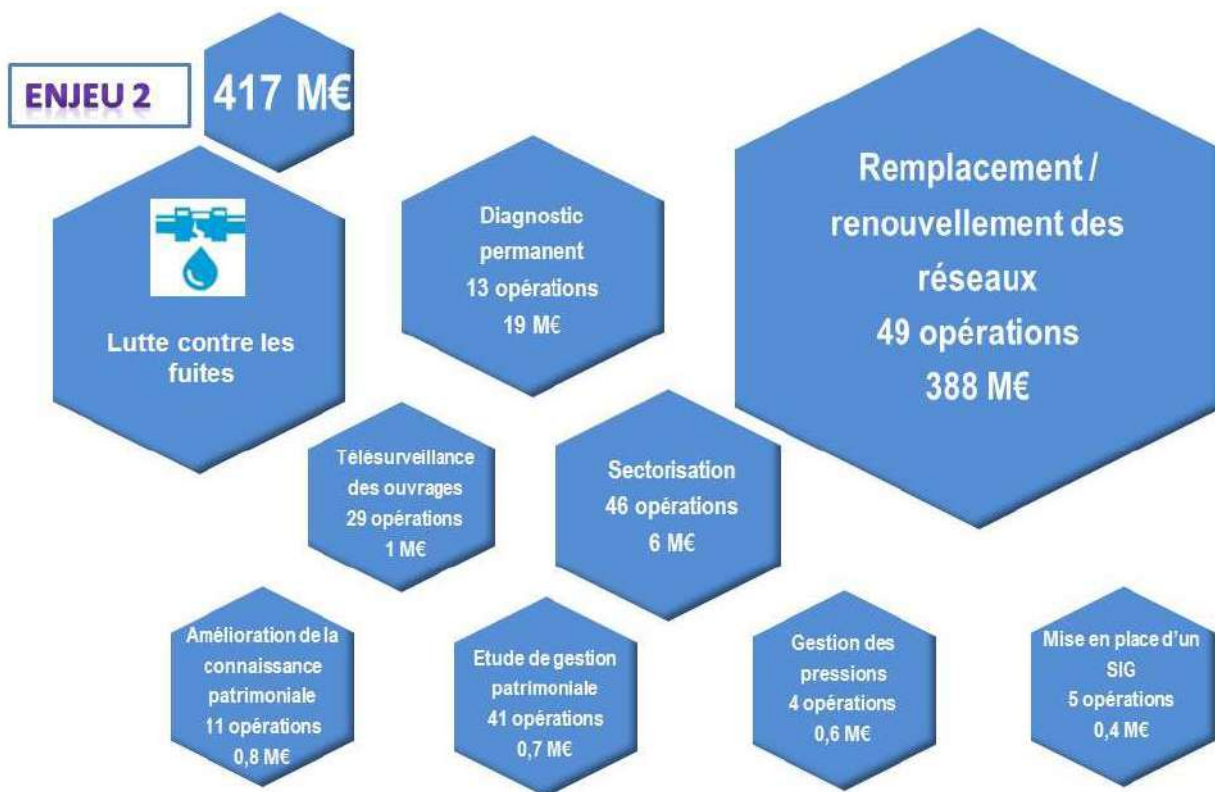 ENJEU 2
417 M€
Lutte contre les
fuites
Diagnostic
permanent
13 opérations
19 M€
Remplacement /
renouvellement des
réseaux
49 opérations
388 M€
Télésurveillance
des ouvrages
29 opérations
1 M€
Sectorisation
46 opérations
6 M€
Amélioration de la
connaissance
patrimoniale
11 opérations
0,8 M€
Etude de gestion
patrimoniale
41 opérations
0,7 M€
Gestion des
pressions
4 opérations
0,6 M€
Mise en place d'un
SIG
5 opérations
0,4 M€